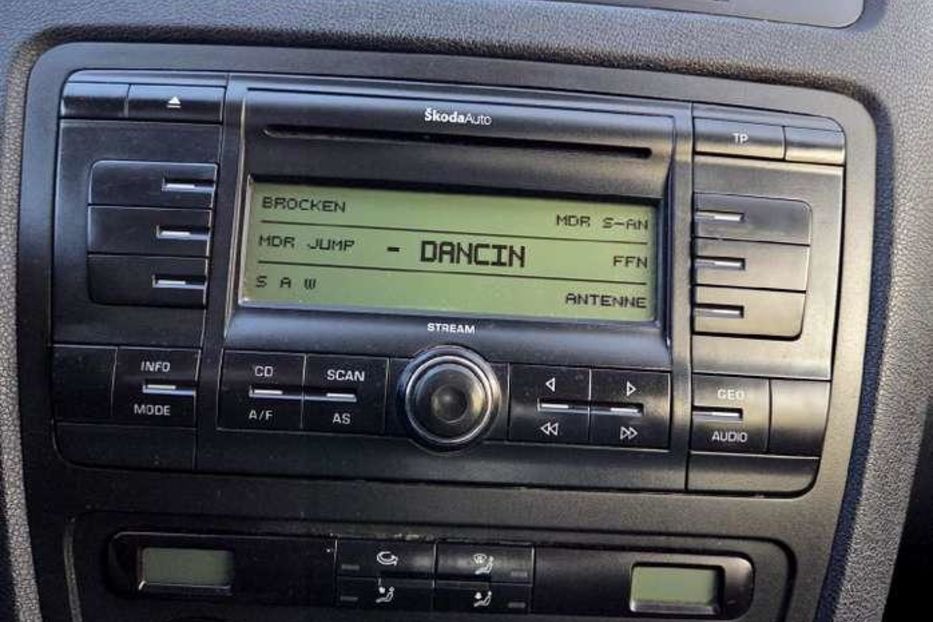 ŠkodaAuto
TP
BROCKEN
MDR S-AN
MDR JUMP
- DANCIN
FFN
S A W
ANTENNE
STREAM
INFO
MODE
CD
A/F
SCAN
AS
GEO
AUDIO